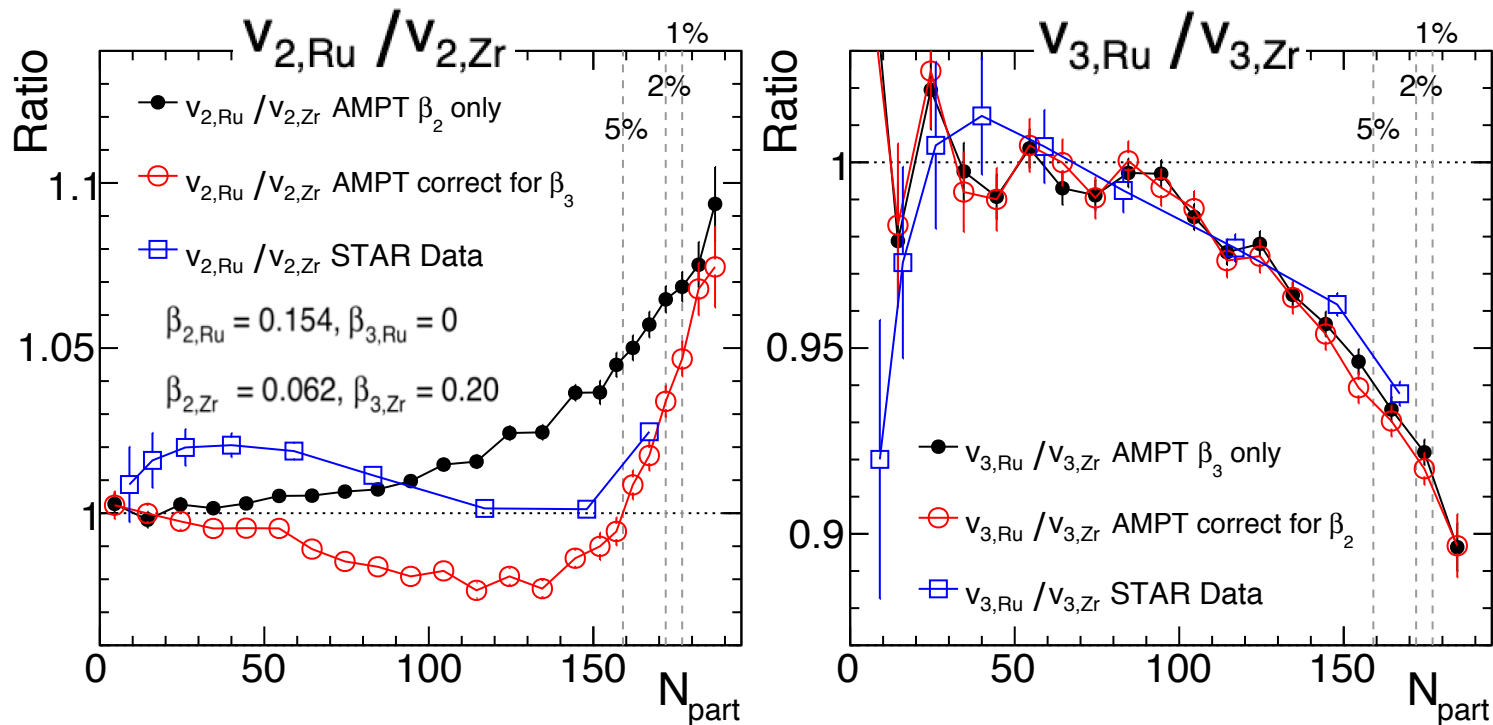 v2,Ru /v2,Zr
1%
2%
5%
Ratio
v2,Ru /v2,Zr AMPT β2 only
v2,Ru /v2,Zr AMPT correct for β3
v2,Ru /v2,Zr STAR Data
β2,Ru = 0.154, β3,Ru = 0
β2,Zr = 0.062, β3,Zr = 0.20
1.1
1.05
1
0 50 100 150
Npart
v3,Ru /v3,Zr
1%
2%
5%
Ratio
1
0.95
0.9
v3,Ru /v3,Zr AMPT β3 only
v3,Ru /v3,Zr AMPT correct for β2
v3,Ru /v3,Zr STAR Data
0 50 100 150
Npart